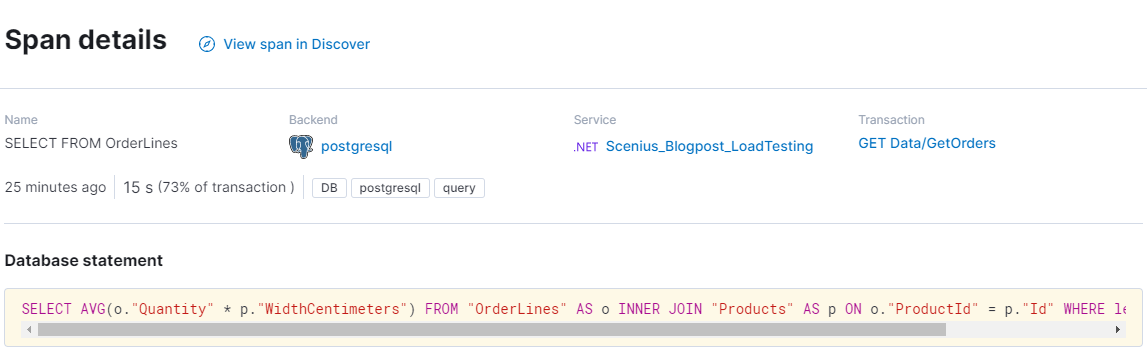 Span details
View span in Discover
Name
Backend
Service
Transaction
SELECT FROM OrderLines
postgresql
.NET Scenius_Blogpost_LoadTesting
GET Data/GetOrders
25 minutes ago
15 s (73% of transaction )
DB
postgresql
query
Database statement
SELECT AVG(o."Quantity" * p."WidthCentimeters") FROM "OrderLines" AS o INNER JOIN "Products" AS p ON o."ProductId" = p."Id" WHERE